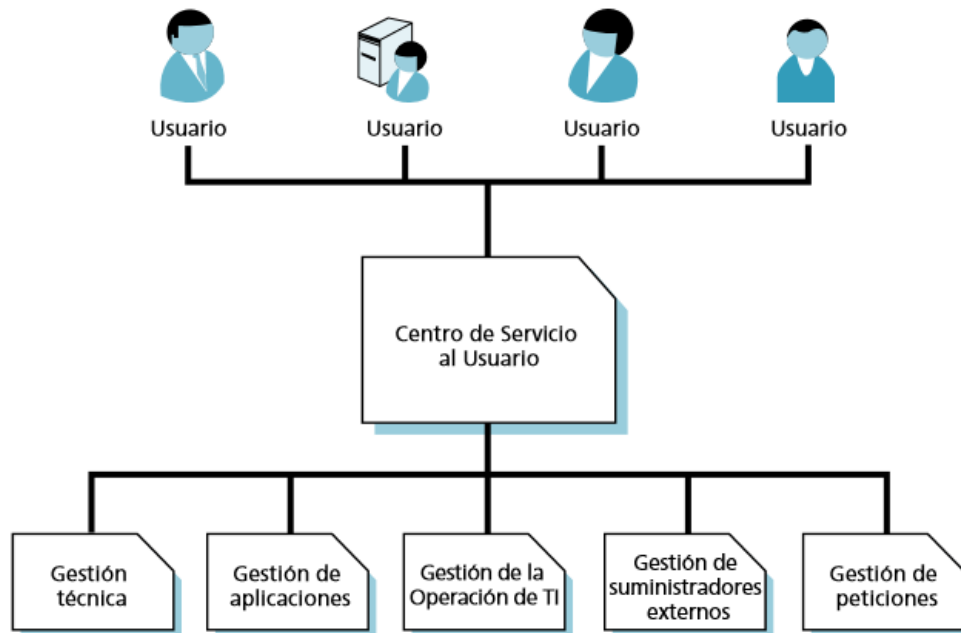 Usuario
Usuario
Usuario
Usuario
Centro de Servicio
al Usuario
Gestión
técnica
Gestión de
aplicaciones
Gestión de la
Operación de TI
Gestión de
suministradores
externos
Gestión de
peticiones